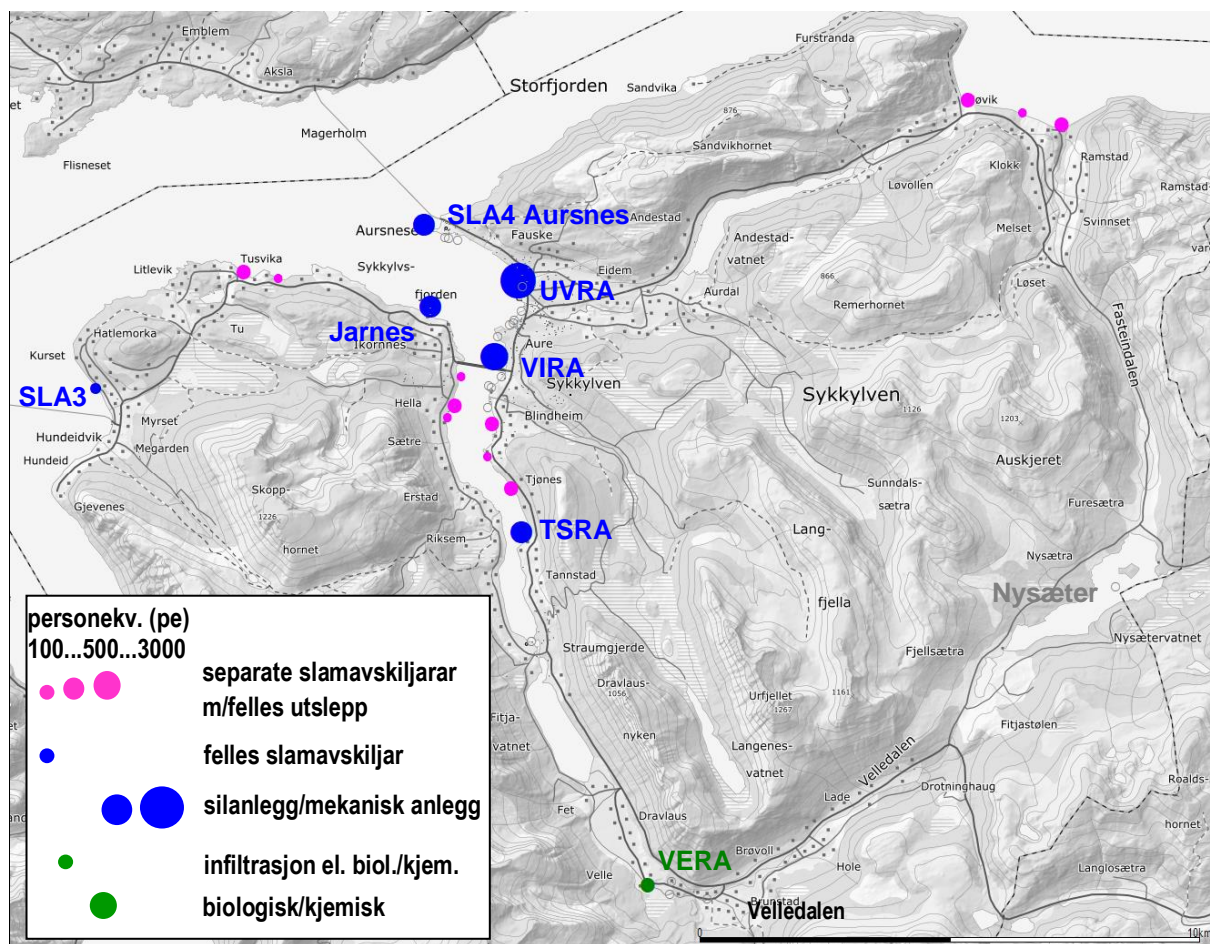 Emblem
Aksla
Furstranda
Storfjorden
Sandvika
876
øvik
Magerholm
Sandvikhornet
Flisneset
Klokk
Ramstad
Løvollen
Ramstad-
SLA4 Aursnes
Andestad
Svinnset
Aursnese
Fauske
Andestad-
vatnet
Melset
Tusvika
Litlevik
Sykkylvs-
fjorden
Eidem
UVRA
Aurdal
866
Remerhornet
Løset
Hatlemorka
Tu
Jarnes
Ikornnes
Aure
Kurset
SLA3
VIRA
Sykkylven
Sykkylven
Fasteindalen
Hella
Myrset
Megarden
Blindheim
1126
1203
Hundeidvik
Hundeid
Sætre
Auskjeret
Skopp-
1226
hornet
Tjønes
Sunndals-
sætra
Erstad
Furesætra
Gjevenes
Riksem
TSRA
Lang-
fjella
Nysætra
Tannstad
Nysæter
Nysætervatnet
Straumgjerde
Fjellsætra
Dravlaus-
1056
nyken
Urfjellet
1267
1161
Fitjastølen
Fitja-
vatnet
Langenes-
vatnet
Velledalen
Roalds-
hornet
Drotninghaug
Fet
Dravlaus
Lade
VERA
Brøvoll
Hole
Langlosætra
Velle
Brunstad
Velledalen
0
10km
personekv. (pe)
100...500...3000
separate slamavskiljarar
m/felles utslepp
felles slamavskiljar
silanlegg/mekanisk anlegg
infiltrasjon el. biol./kjem.
biologisk/kjemisk